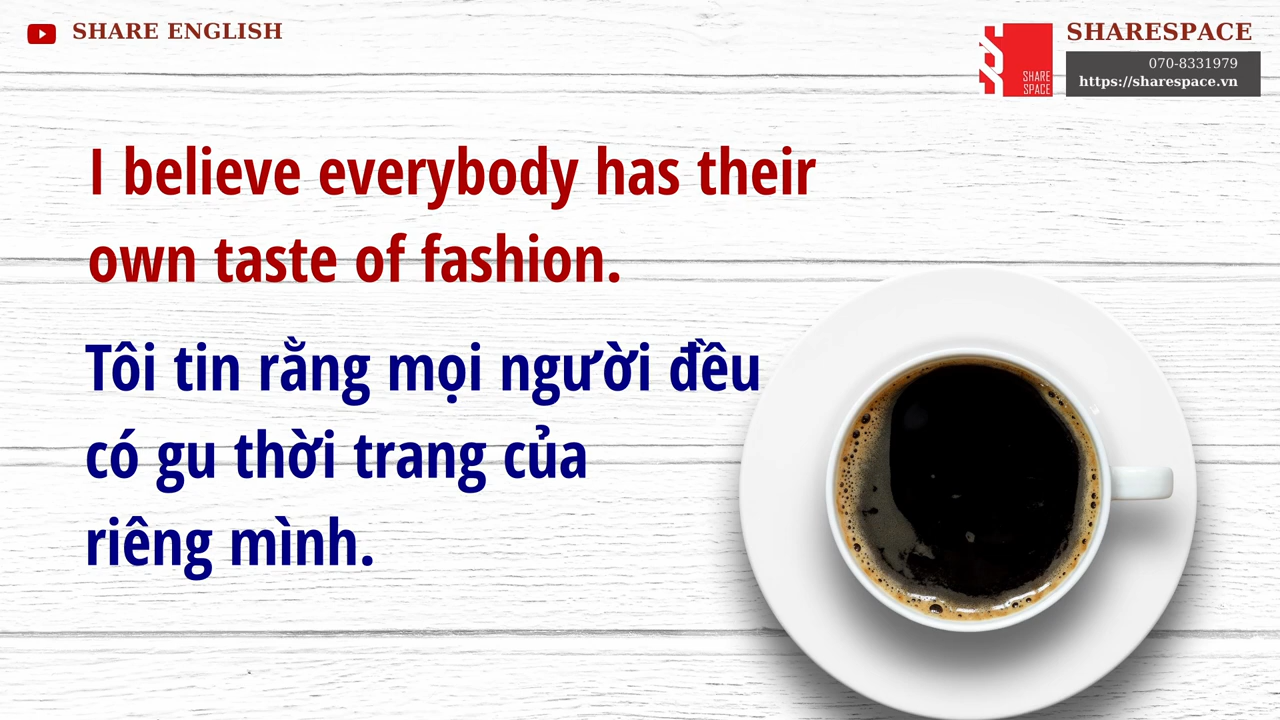 SHARE ENGLISH
SHARESPACE
SHARE
SPACE
070-8331979
https://sharespace.vn
I believe everybody has their
own taste of fashion.
Tôi tin rằng mọi người đều
có gu thời trang của
riêng mình.